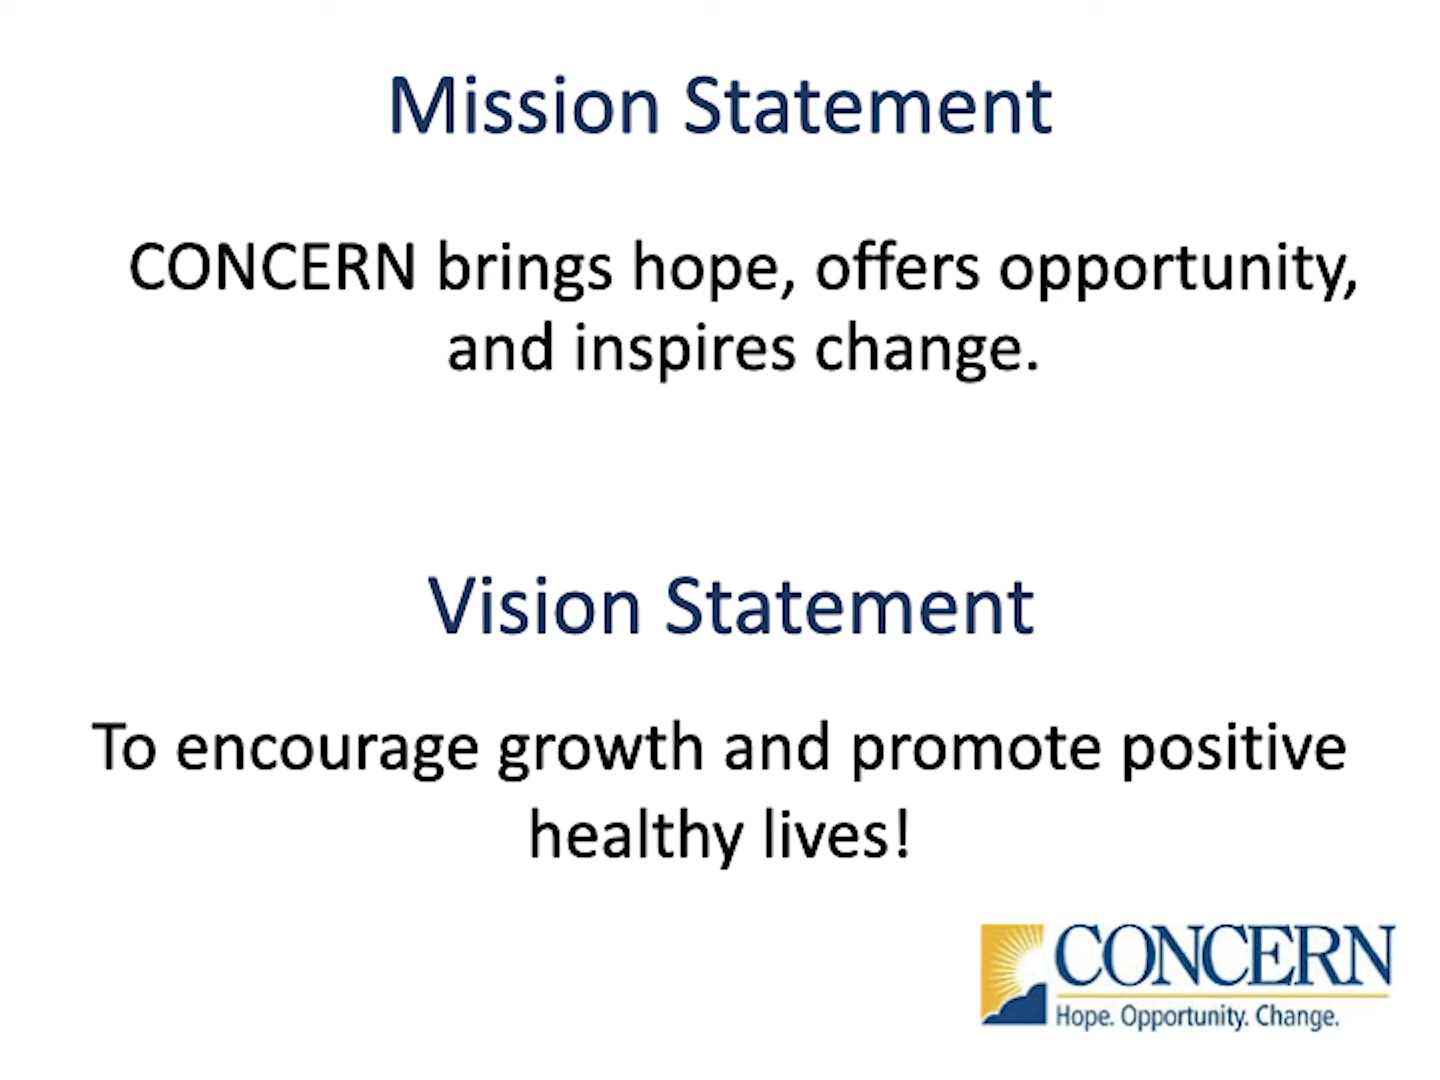 Mission Statement
CONCERN brings hope, offers opportunity,
and inspires change.
Vision Statement
To encourage growth and promote positive
healthy lives!
CONCERN
Hope. Opportunity. Change.